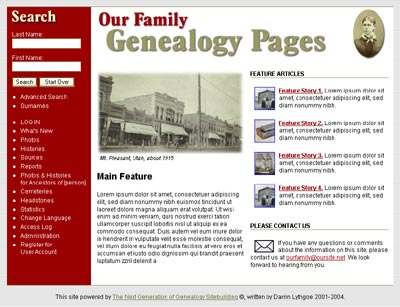 Search
Last Name:
First Name:
Search Start Over
Advanced Search
Surnames
LOG IN
What's New
Photos
Histories
Sources
Reports
Photos & Histories
for Ancestors of [person]
Cemeteries
Headstones
Statistics
Change Language
Access Log
Administration
Register for
User Account
Our Family
Genealogy Pages
Mt. Pleasant, Utah, about 1915
Main Feature
Lorem ipsum dolor sit amet, consectetuer
adipiscing elit, sed diam nonummy nibh
euismod tincidunt ut
laoreet dolore magna aliquam erat volutpat. Ut wisi
enim ad minim veniam, quis nostrud exerci tation
ullamcorper suscipit lobortis nisl ut aliquip ex ea
commodo consequat. Duis autem vel eum iriure dolor
in hendrerit in vulputate velit esse molestie consequat,
vel illum dolore eu feugiat nulla facilisis at vero eros et
accumsan et iusto odio dignissim qui blandit praesent
luptatum zzril delenit a
FEATURE ARTICLES
Feature Story 1. Lorem ipsum dolor sit
amet, consectetuer adipiscing elit, sed
diam nonummy nibh.
Feature Story 2. Lorem ipsum dolor sit
amet, consectetuer adipiscing elit, sed
diam nonummy nibh.
Feature Story 3. Lorem ipsum dolor sit
amet, consectetuer adipiscing elit, sed
diam nonummy nibh.
Feature Story 4. Lorem ipsum dolor sit
amet, consectetuer adipiscing elit, sed
diam nonummy nibh.
PLEASE CONTACT US
If you have any questions or comments
about the information on this site, please
contact us at ourfamily@oursite.net. We look
forward to hearing from you.
This site powered by The Next Generation of Genealogy Sitebuilding ©, written by Darrin Lythgoe 2001-2004.